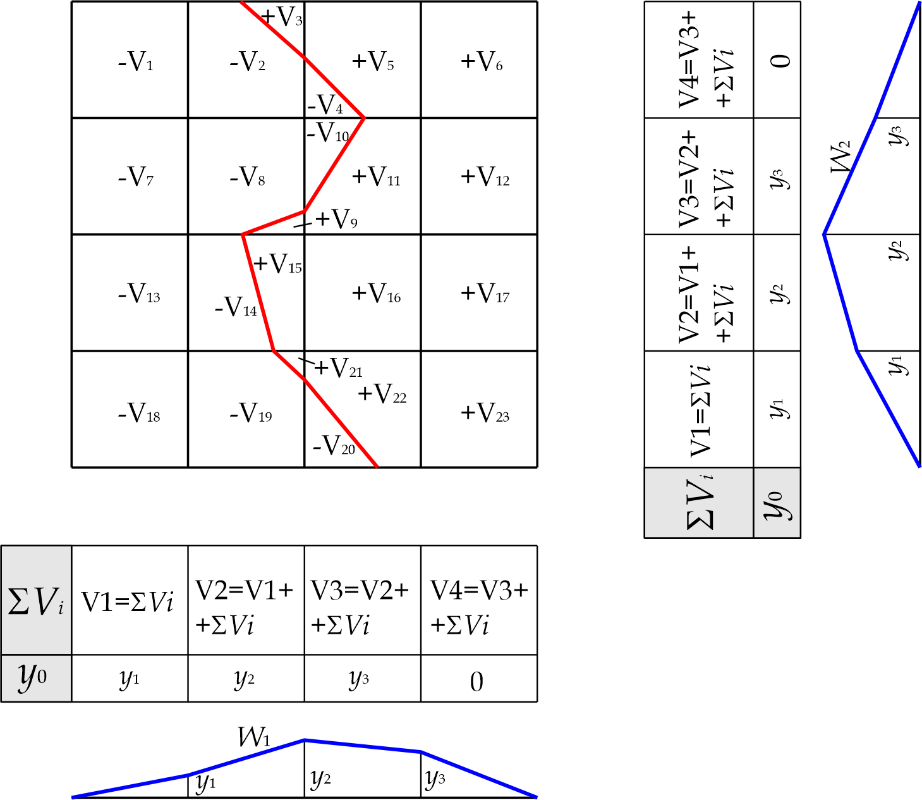 +V3
-V1 -V2 +V5 +V6
-V4
-V10
-V7 -V8 +V11 +V12
+V9
+V15
-V13 -V14 +V16 +V17
+V21
+V22
-V18 -V19 +V23
-V20
V4=V3+
+ΣVi
0
V3=V2+
+ΣVi
y3
V2=V1+
+ΣVi
y2
V1=ΣVi
y1
ΣVi
y0
W2
y3
y2
y1
ΣVi
V1=ΣVi
V2=V1+
+ΣVi
V3=V2+
+ΣVi
V4=V3+
+ΣVi
y0 y1 y2 y3 0
W1
y1 y2 y3